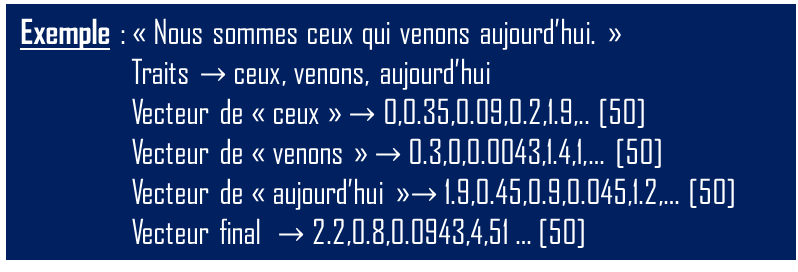 Exemple : « Nous sommes ceux qui venons aujourd'hui. »
Traits → ceux, venons, aujourd'hui
Vecteur de « ceux » → 0,0.35,0.09,0.2,1.9,.. [50]
Vecteur de « venons » → 0.3,0,0.0043,1.4,1,... [50]
Vecteur de « aujourd'hui »→ 1.9,0.45,0.9,0.045,1.2,... [50]
Vecteur final → 2.2,0.8,0.0943,4,51 ... [50]